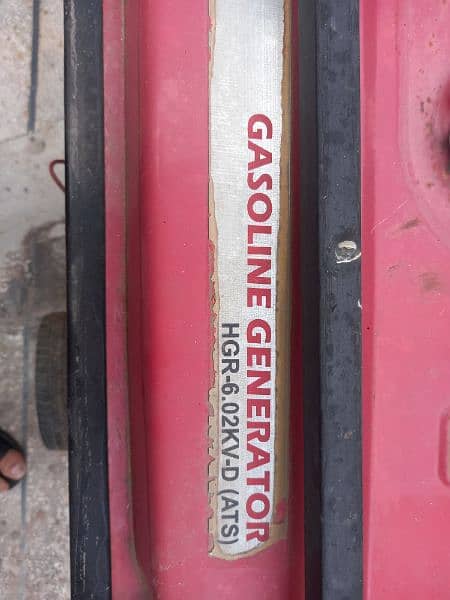 GASOLINE GENERATOR
HGR-6.02KV-D (ATS)